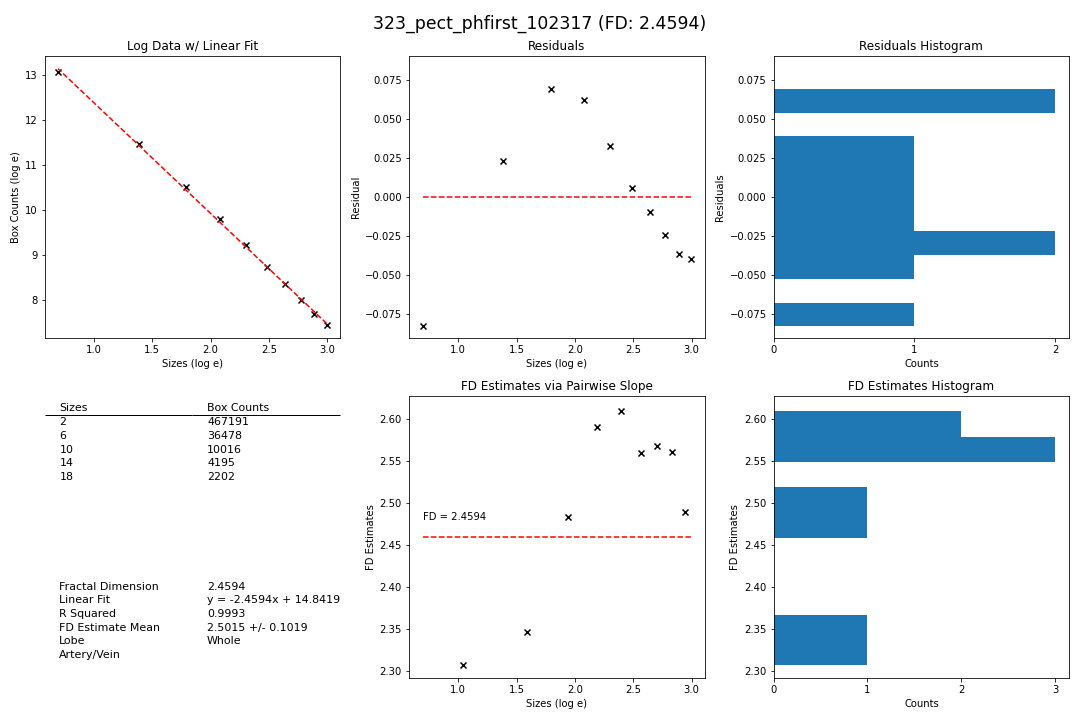 323_pect_phfirst_102317 (FD: 2.4594)
Log Data w/ Linear Fit
13
12
11
10
9
8
Box Counts (log e)
1.0 1.5 2.0 2.5 3.0
Sizes (log e)
Residuals
0.075
0.050
0.025
0.000
−0.025
−0.050
−0.075
Residual
1.0 1.5 2.0 2.5 3.0
Sizes (log e)
Residuals Histogram
0.075
0.050
0.025
0.000
−0.025
−0.050
−0.075
Residuals
0 1 2
Counts
Sizes Box Counts
2 467191
6 36478
10 10016
14 4195
18 2202
Fractal Dimension 2.4594
Linear Fit y = -2.4594x + 14.8419
R Squared 0.9993
FD Estimate Mean 2.5015 +/- 0.1019
Lobe Whole
Artery/Vein
FD Estimates via Pairwise Slope
2.60
2.55
2.50
2.45
2.40
2.35
2.30
FD Estimates
FD = 2.4594
1.0 1.5 2.0 2.5 3.0
Sizes (log e)
FD Estimates Histogram
2.60
2.55
2.50
2.45
2.40
2.35
2.30
FD Estimates
0 1 2 3
Counts